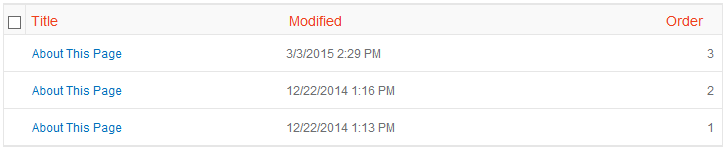 Title Modified Order
About This Page 3/3/2015 2:29 PM 3
About This Page 12/22/2014 1:16 PM 2
About This Page 12/22/2014 1:13 PM 1